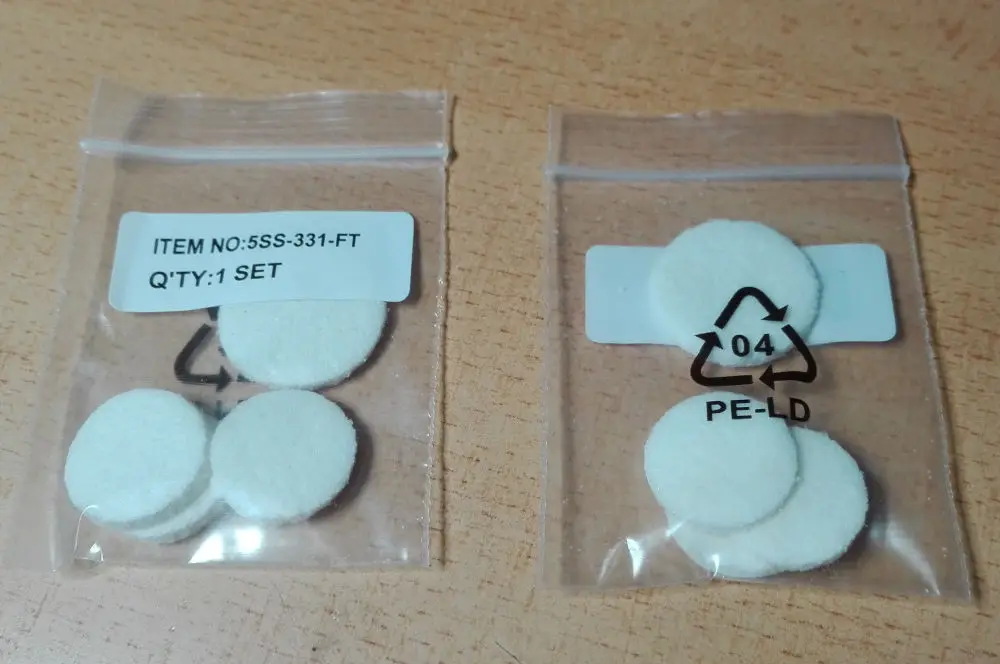 ITEM NO:5SS-331-FT
Q'TY:1 SET
04
PE-LD